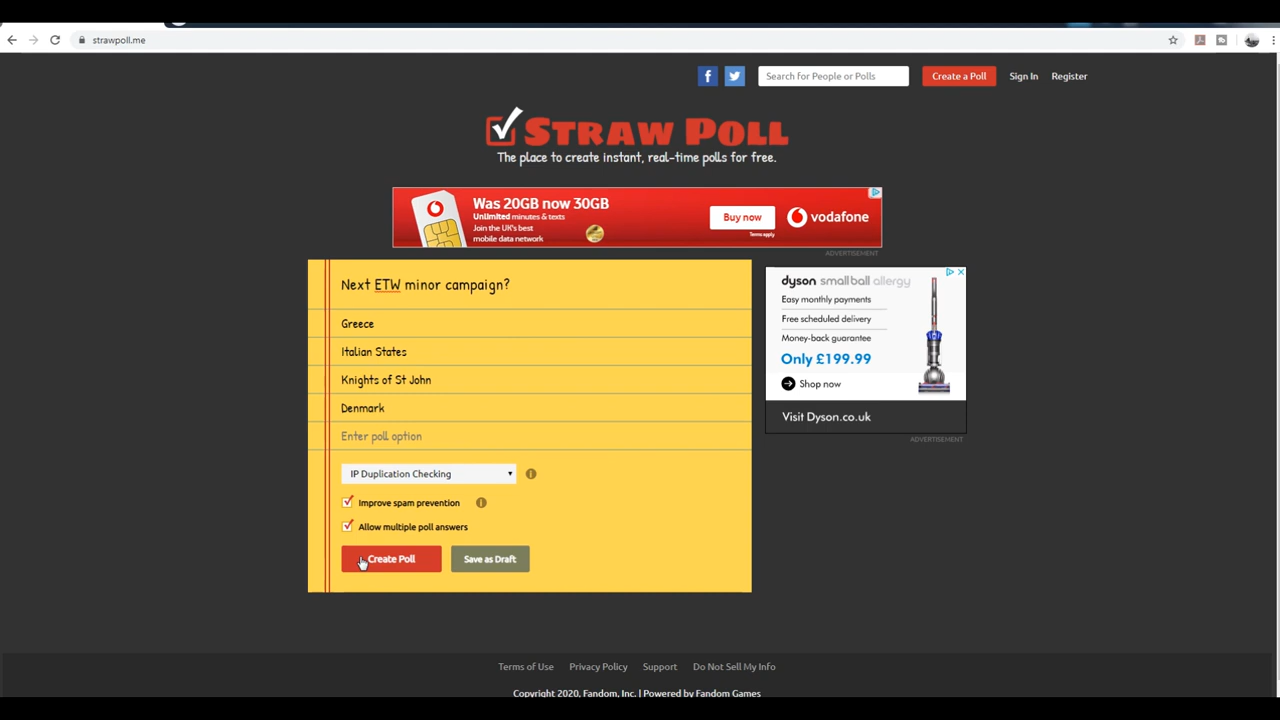 strawpoll.me
f
Search for People or Polls
Create a Poll
Sign In
Register
STRAW POLL
The place to create instant, real-time polls for free.
Was 20GB now 30GB
Unlimited minutes & texts
Join the UK's best
mobile data network
Buy now
Terms apply
vodafone
ADVERTISEMENT
Next ETW minor campaign?
Greece
Italian States
Knights of St John
Denmark
Enter poll option
IP Duplication Checking
Improve spam prevention
Allow multiple poll answers
Create Poll
Save as Draft
dyson small ball allergy
Easy monthly payments
Free scheduled delivery
Money-back guarantee
Only £199.99
Shop now
Visit Dyson.co.uk
ADVERTISEMENT
Terms of Use
Privacy Policy
Support
Do Not Sell My Info
Copyright 2020, Fandom, Inc. | Powered by Fandom Games